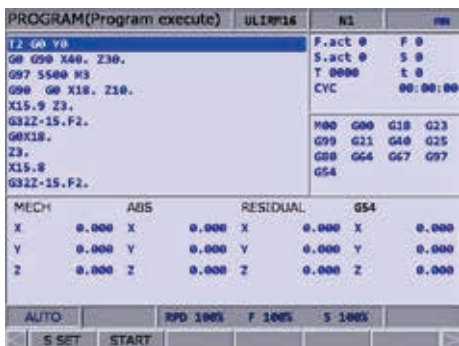 PROGRAM(Program execute) ULIRM16 N1 mm
T2 G0 Y0
G0 G90 X40. Z30.
G97 S500 M3
G90 G0 X18. Z10.
X15.9 Z3.
G32Z-15.F2.
G0X18.
Z3.
X15.8
G32Z-15.F2.
F.act 0 F 0
S.act 0 S 0
T 0000 t 0
CYC 00:00:00
M00 G00 G18 G23
G99 G21 G40 G25
G80 G64 G67 G97
G54
MECH ABS RESIDUAL G54
X 0.000 X 0.000 X 0.000 X 0.000
Y 0.000 Y 0.000 Y 0.000 Y 0.000
Z 0.000 Z 0.000 Z 0.000 Z 0.000
AUTO RPD 100% F 100% S 100%
S SET START